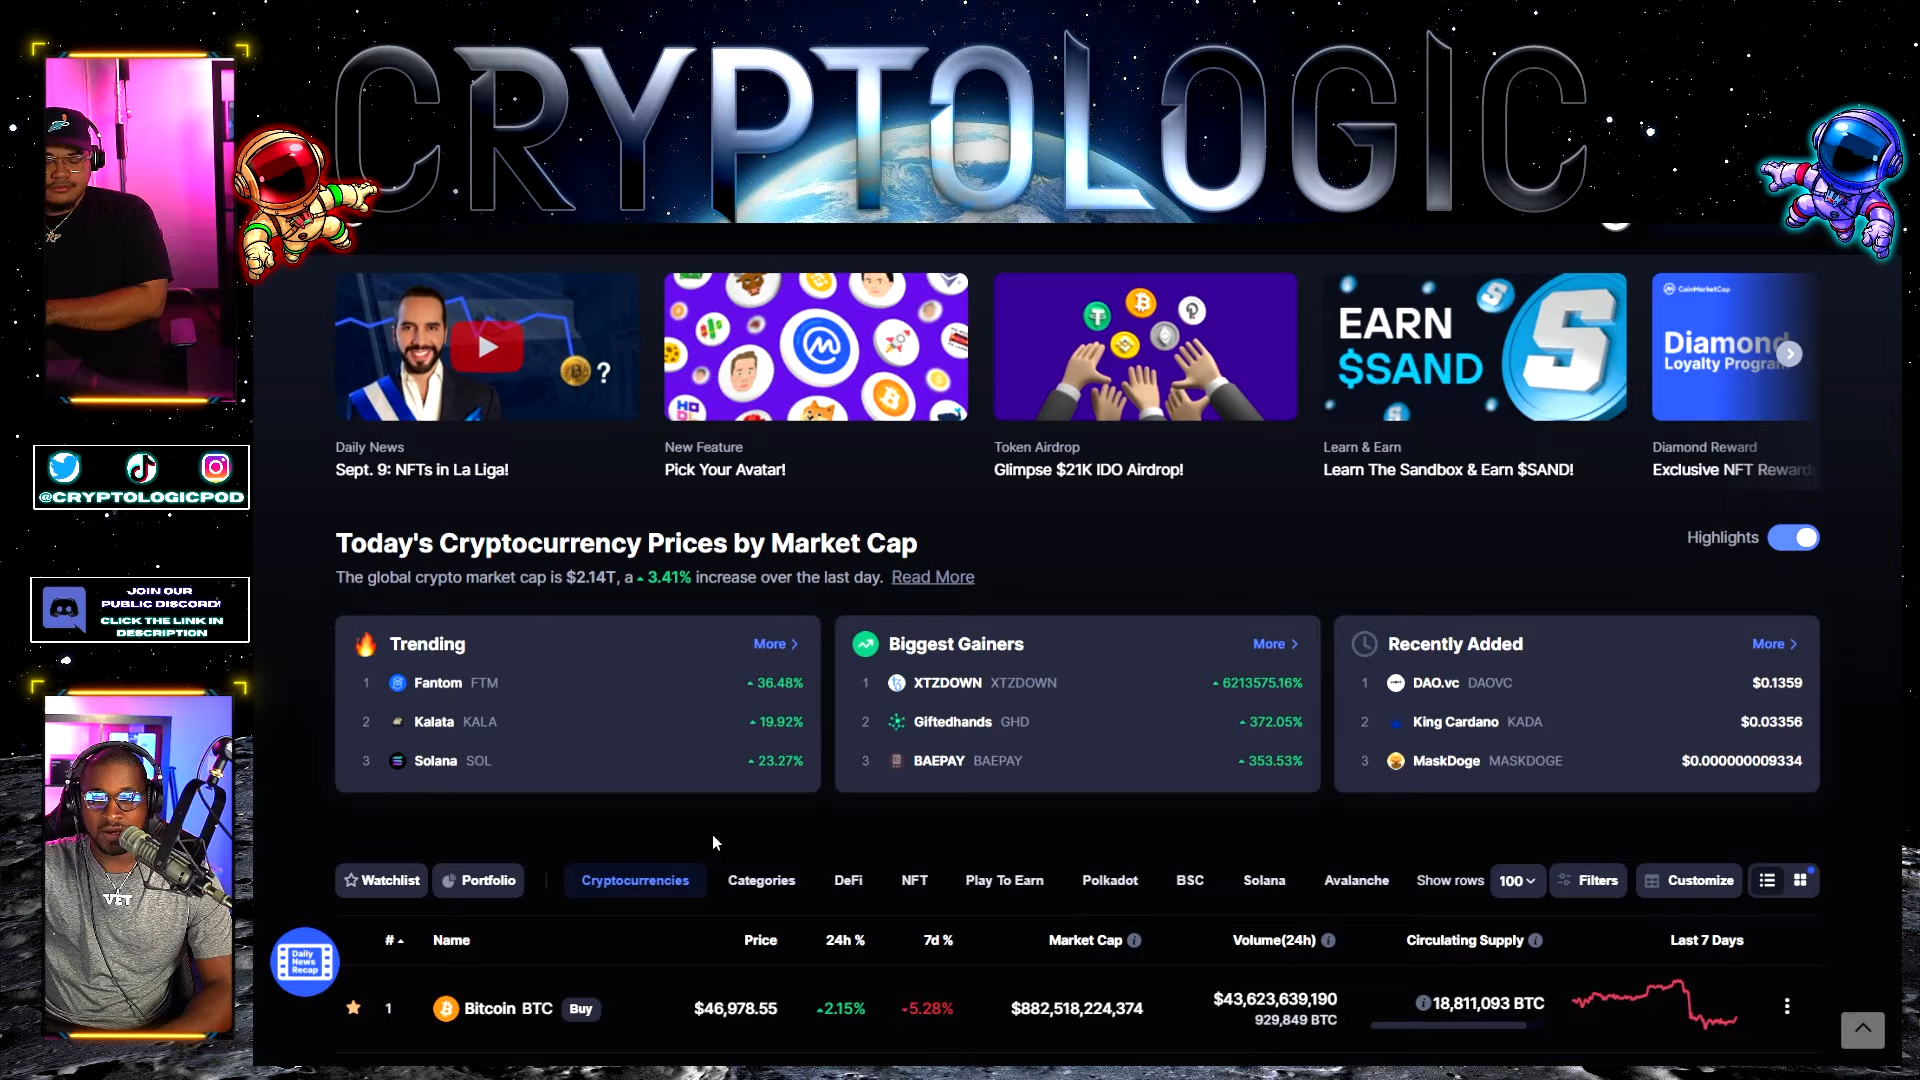 CRYPTOLOGIC
@CRYPTOLOGICPOD
JOIN OUR
PUBLIC DISCORD!
CLICK THE LINK IN
DESCRIPTION
VET
?
EARN
$SAND
CoinMarketCap
Diamond
Loyalty Program
Daily News
Sept. 9: NFTs in La Liga!
New Feature
Pick Your Avatar!
Token Airdrop
Glimpse $21K IDO Airdrop!
Learn & Earn
Learn The Sandbox & Earn $SAND!
Diamond Reward
Exclusive NFT Rewards
Today's Cryptocurrency Prices by Market Cap
Highlights
The global crypto market cap is $2.14T, a 3.41% increase over the last day. Read More
Trending More
1 Fantom FTM 36.48%
2 Kalata KALA 19.92%
3 Solana SOL 23.27%
Biggest Gainers More
1 XTZDOWN XTZDOWN 6213575.16%
2 Giftedhands GHD 372.05%
3 BAEPAY BAEPAY 353.53%
Recently Added More
1 DAO.vc DAOVC $0.1359
2 King Cardano KADA $0.03356
3 MaskDoge MASKDOGE $0.000000009334
Watchlist Portfolio Cryptocurrencies Categories DeFi NFT Play To Earn Polkadot BSC Solana Avalanche Show rows 100 Filters Customize
# Name Price 24h % 7d % Market Cap Volume(24h) Circulating Supply Last 7 Days
Daily
News
Recap
1 Bitcoin BTC Buy $46,978.55 2.15% 5.28% $882,518,224,374 $43,623,639,190 18,811,093 BTC
929,849 BTC